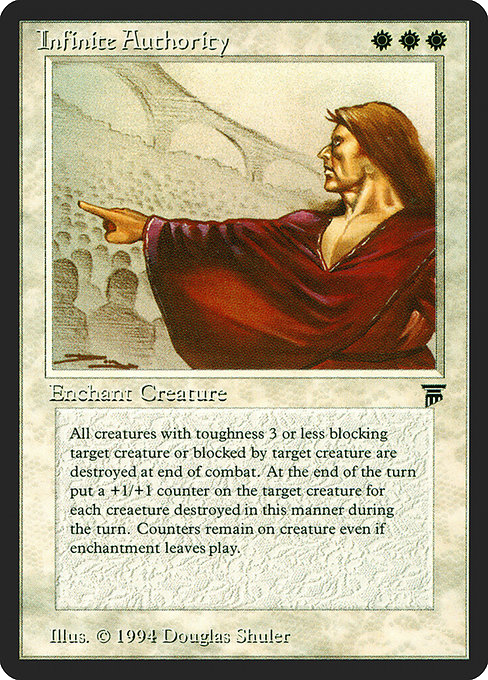 Infinite Authority
Enchant Creature
All creatures with toughness 3 or less blocking
target creature or blocked by target creature are
destroyed at end of combat. At the end of the turn
put a +1/+1 counter on the target creature for
each creaeture destroyed in this manner during
the turn. Counters remain on creature even if
enchantment leaves play.
Illus. © 1994 Douglas Shuler